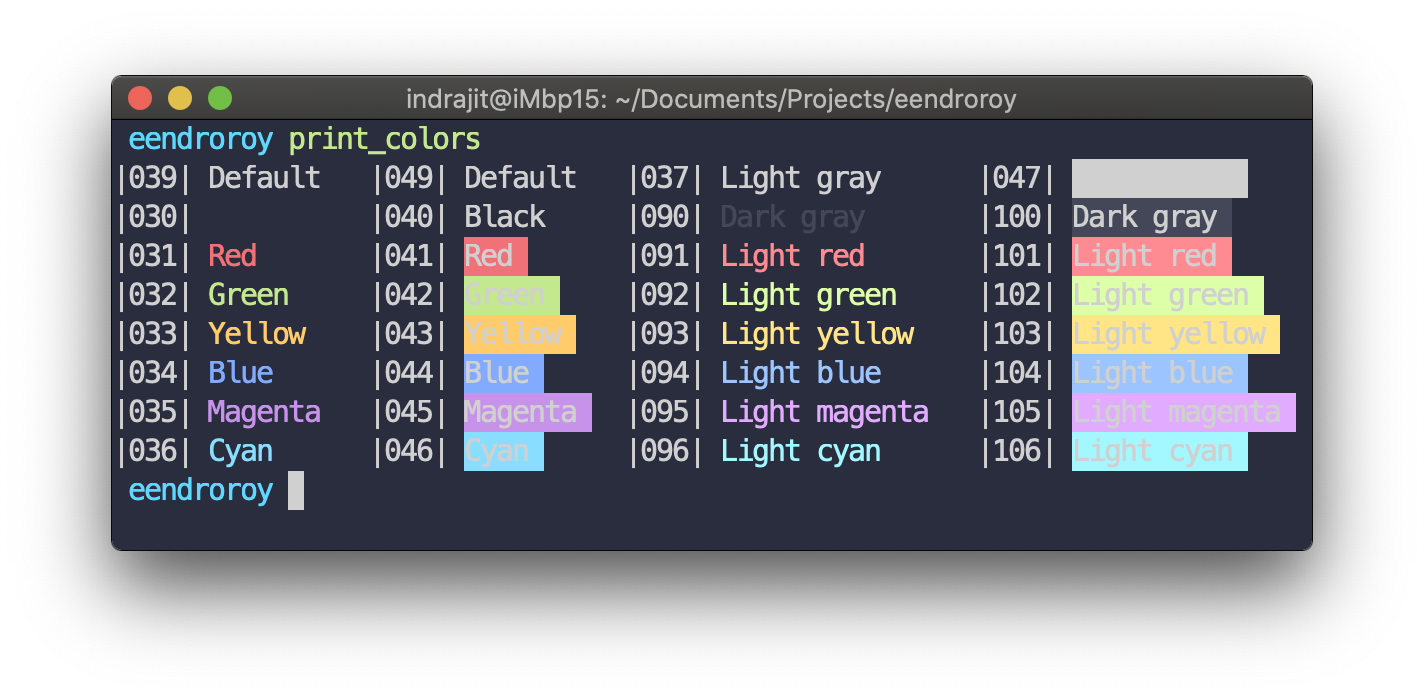 indrajit@iMbp15: ~/Documents/Projects/eendroroy
eendroroy print_colors
|039| Default |049| Default |037| Light gray |047|
|030| |040| Black |090| Dark gray |100| Dark gray
|031| Red |041| Red |091| Light red |101| Light red
|032| Green |042| Green |092| Light green |102| Light green
|033| Yellow |043| Yellow |093| Light yellow |103| Light yellow
|034| Blue |044| Blue |094| Light blue |104| Light blue
|035| Magenta |045| Magenta |095| Light magenta |105| Light magenta
|036| Cyan |046| Cyan |096| Light cyan |106| Light cyan
eendroroy